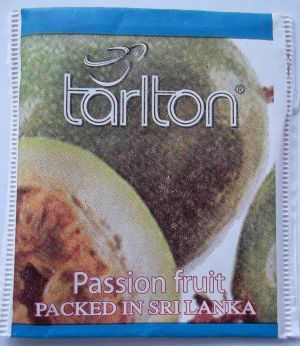 tarlton®
Passion fruit
PACKED IN SRI LANKA